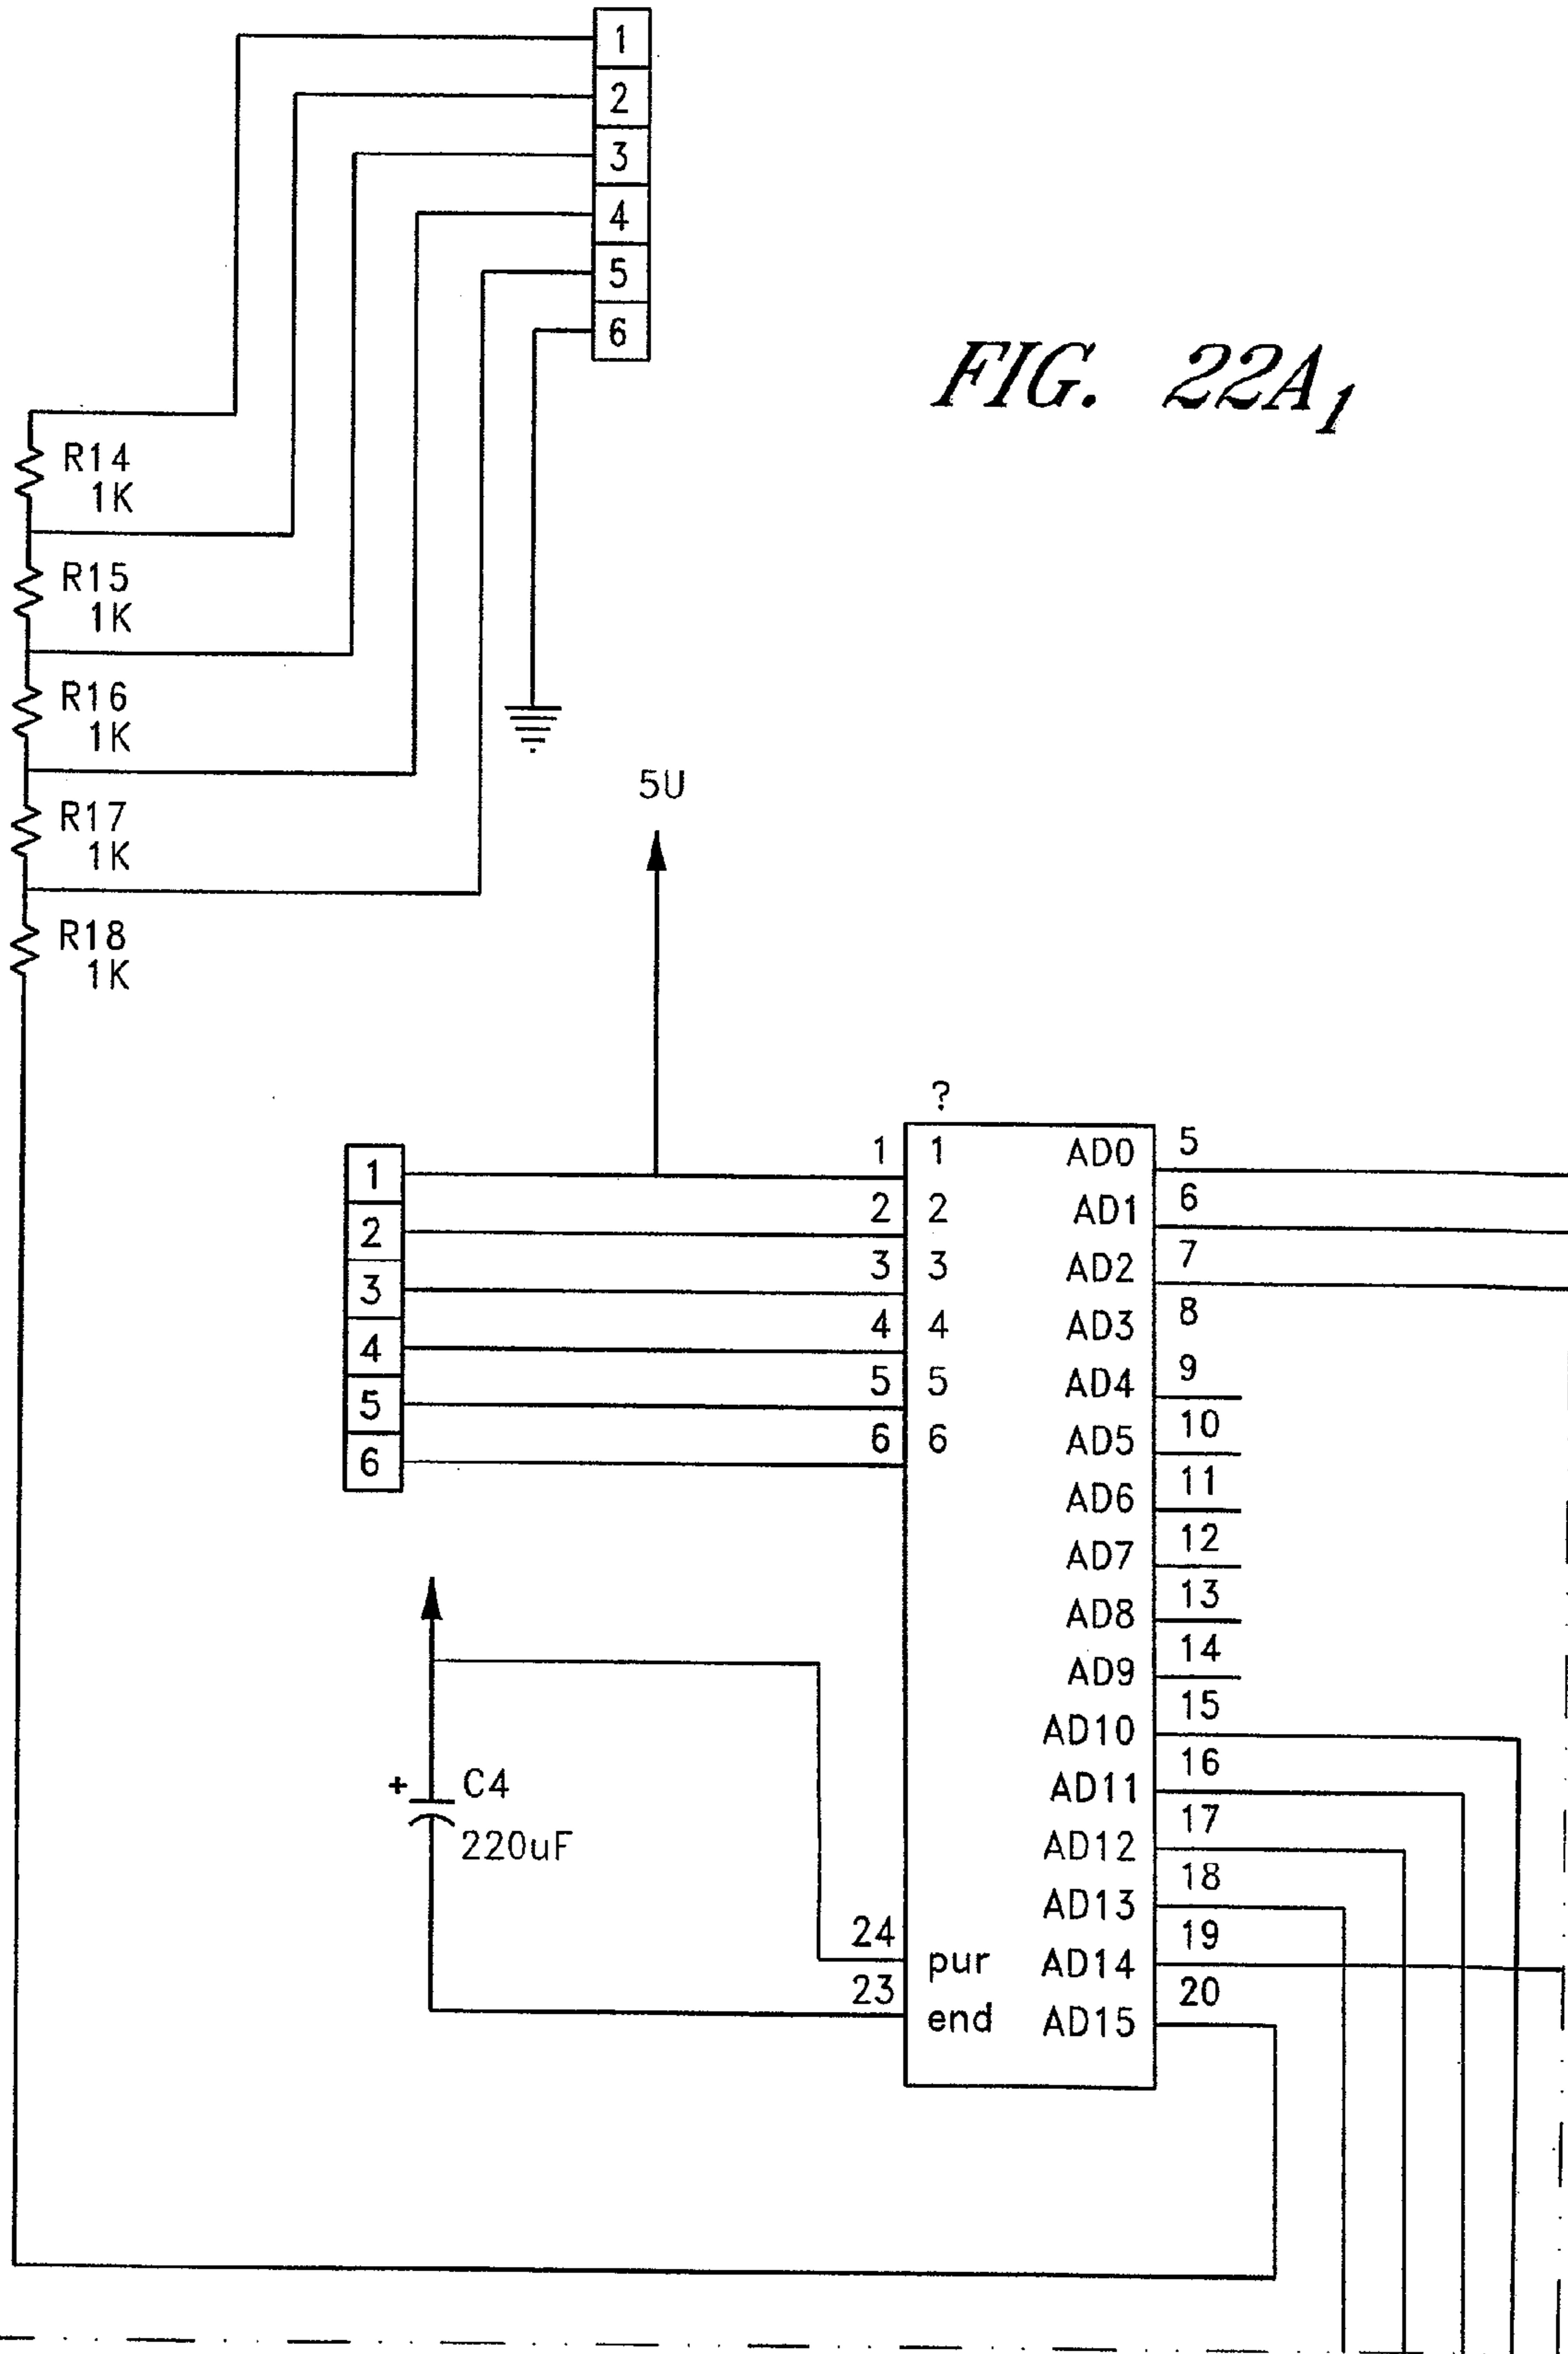 1
2
3
4
5
6
FIG. 22A1
R14
1K
R15
1K
R16
1K
R17
1K
R18
1K
5U
?
1
2
3
4
5
6
1 1 AD0 5
2 2 AD1 6
3 3 AD2 7
4 4 AD3 8
5 5 AD4 9
6 6 AD5 10
AD6 11
AD7 12
AD8 13
AD9 14
AD10 15
AD11 16
AD12 17
AD13 18
24 pur AD14 19
23 end AD15 20
+ C4
220uF